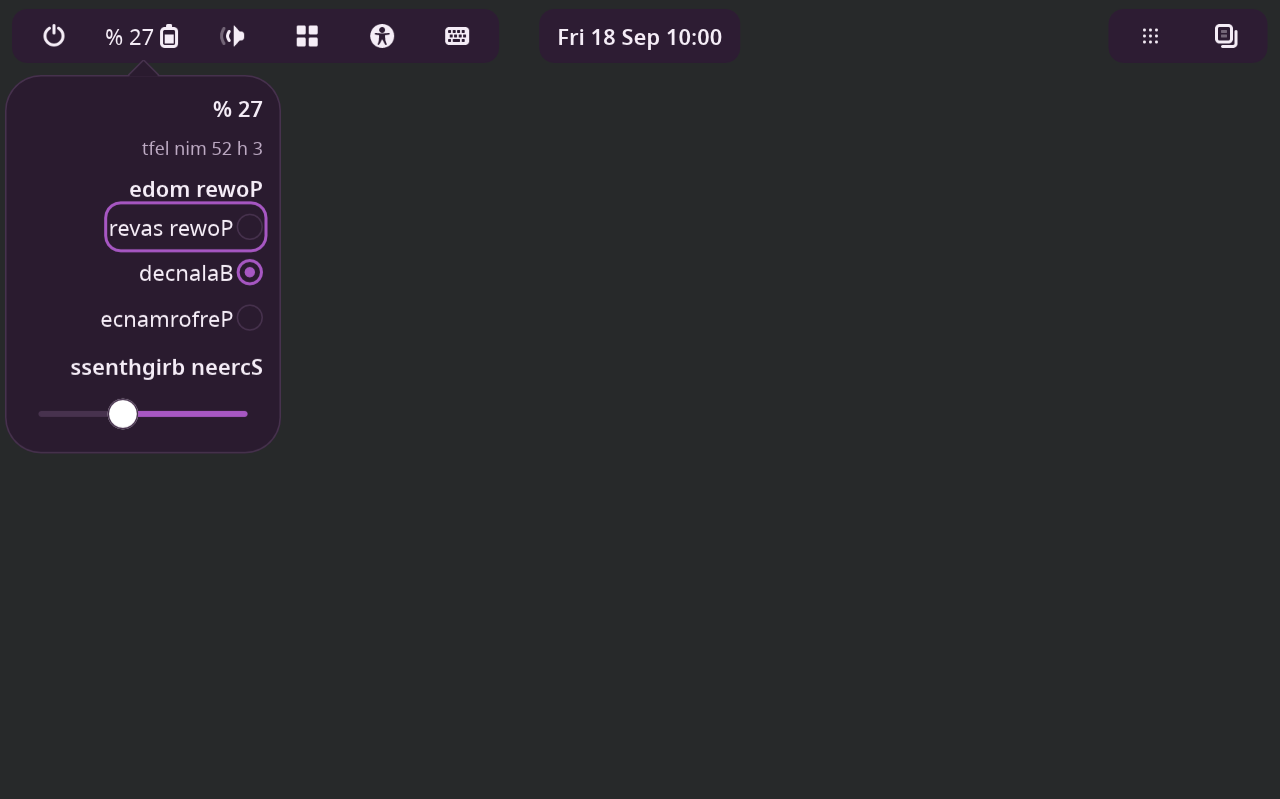 % 27
Fri 18 Sep 10:00
% 27
tfel nim 52 h 3
edom rewoP
revas rewoP
decnalaB
ecnamrofreP
ssenthgirb neercS